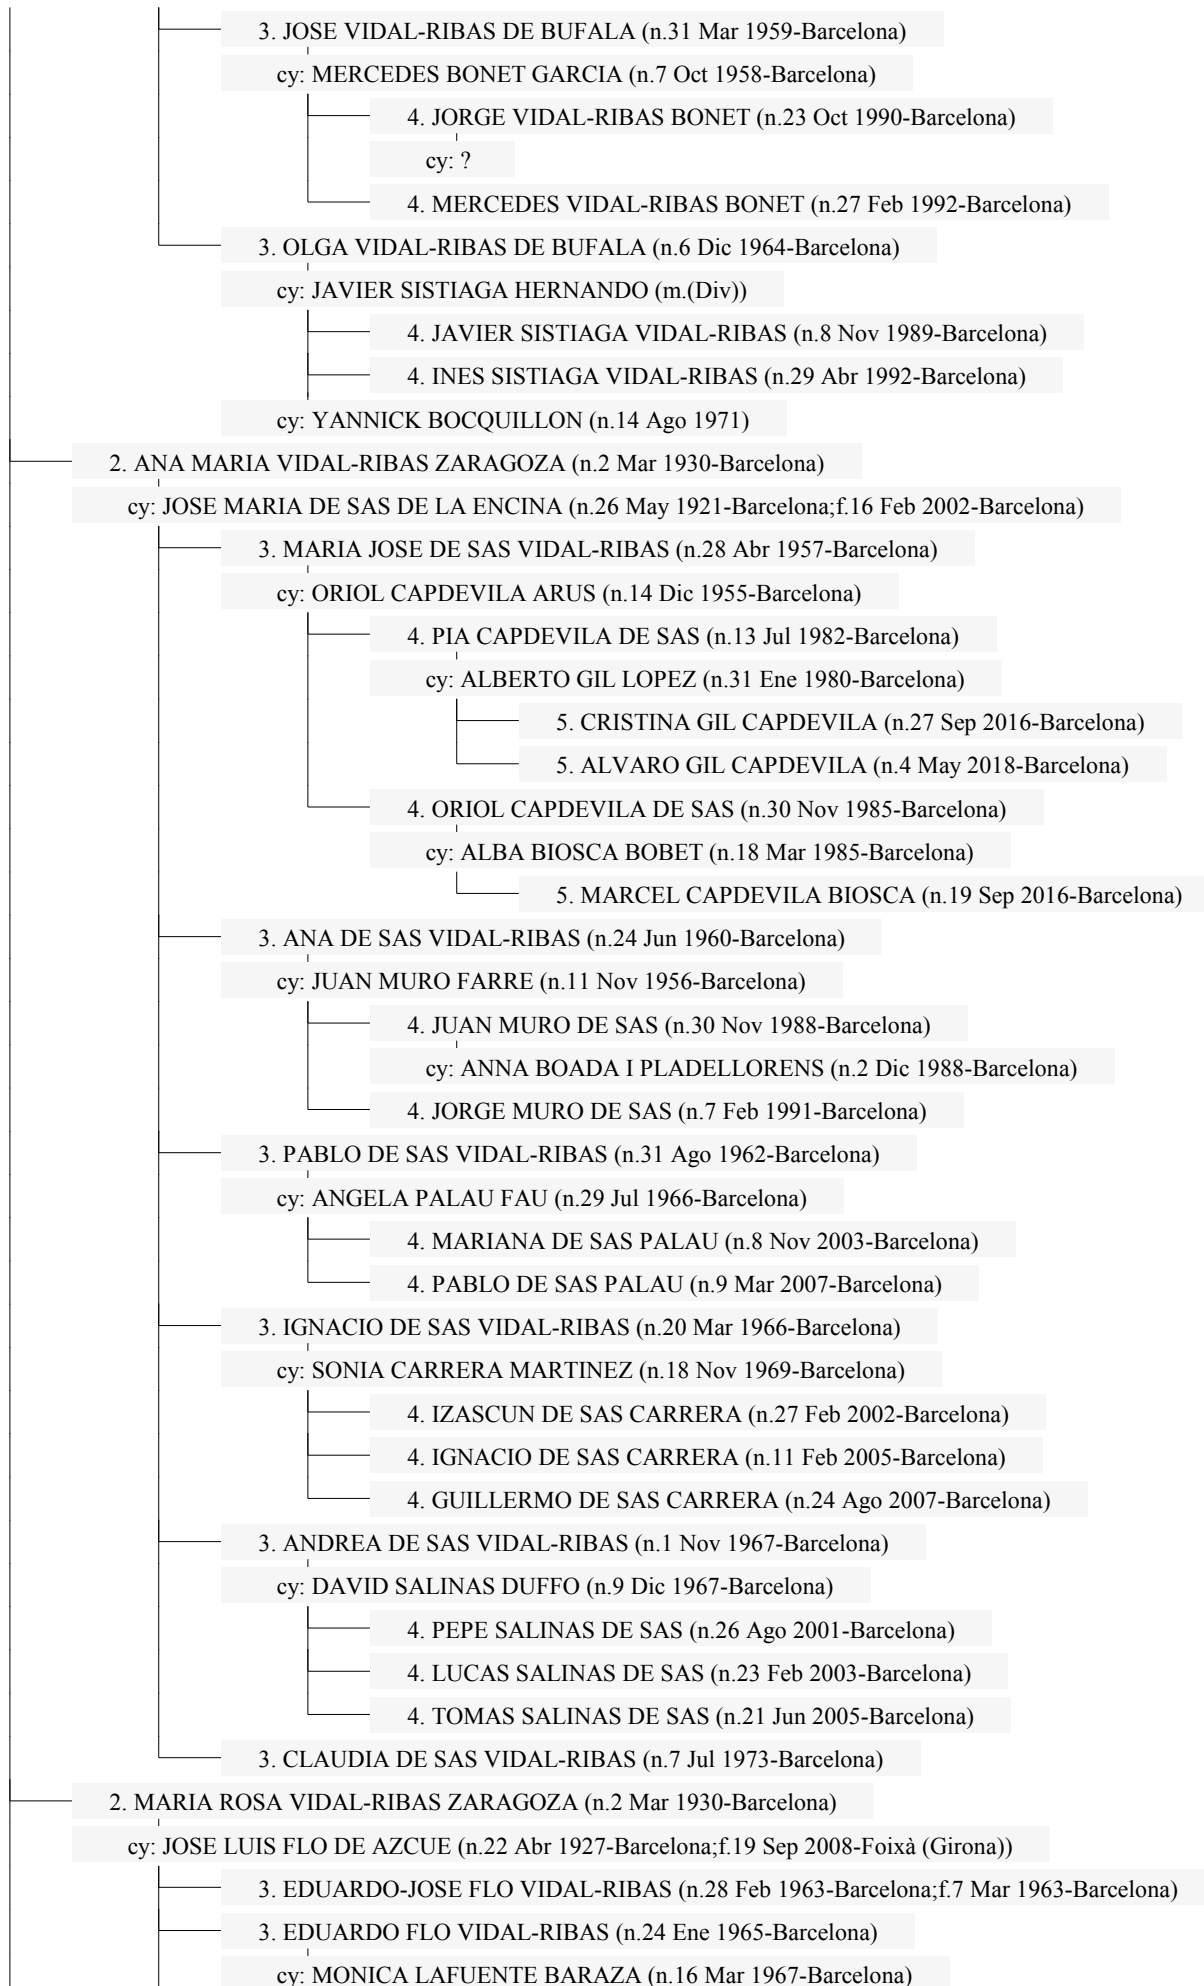 3. JOSE VIDAL-RIBAS DE BUFALA (n.31 Mar 1959-Barcelona)
cy: MERCEDES BONET GARCIA (n.7 Oct 1958-Barcelona)
4. JORGE VIDAL-RIBAS BONET (n.23 Oct 1990-Barcelona)
cy: ?
4. MERCEDES VIDAL-RIBAS BONET (n.27 Feb 1992-Barcelona)
3. OLGA VIDAL-RIBAS DE BUFALA (n.6 Dic 1964-Barcelona)
cy: JAVIER SISTIAGA HERNANDO (m.(Div))
4. JAVIER SISTIAGA VIDAL-RIBAS (n.8 Nov 1989-Barcelona)
4. INES SISTIAGA VIDAL-RIBAS (n.29 Abr 1992-Barcelona)
cy: YANNICK BOCQUILLON (n.14 Ago 1971)
2. ANA MARIA VIDAL-RIBAS ZARAGOZA (n.2 Mar 1930-Barcelona)
cy: JOSE MARIA DE SAS DE LA ENCINA (n.26 May 1921-Barcelona;f.16 Feb 2002-Barcelona)
3. MARIA JOSE DE SAS VIDAL-RIBAS (n.28 Abr 1957-Barcelona)
cy: ORIOL CAPDEVILA ARUS (n.14 Dic 1955-Barcelona)
4. PIA CAPDEVILA DE SAS (n.13 Jul 1982-Barcelona)
cy: ALBERTO GIL LOPEZ (n.31 Ene 1980-Barcelona)
5. CRISTINA GIL CAPDEVILA (n.27 Sep 2016-Barcelona)
5. ALVARO GIL CAPDEVILA (n.4 May 2018-Barcelona)
4. ORIOL CAPDEVILA DE SAS (n.30 Nov 1985-Barcelona)
cy: ALBA BIOSCA BOBET (n.18 Mar 1985-Barcelona)
5. MARCEL CAPDEVILA BIOSCA (n.19 Sep 2016-Barcelona)
3. ANA DE SAS VIDAL-RIBAS (n.24 Jun 1960-Barcelona)
cy: JUAN MURO FARRE (n.11 Nov 1956-Barcelona)
4. JUAN MURO DE SAS (n.30 Nov 1988-Barcelona)
cy: ANNA BOADA I PLADELLORENS (n.2 Dic 1988-Barcelona)
4. JORGE MURO DE SAS (n.7 Feb 1991-Barcelona)
3. PABLO DE SAS VIDAL-RIBAS (n.31 Ago 1962-Barcelona)
cy: ANGELA PALAU FAU (n.29 Jul 1966-Barcelona)
4. MARIANA DE SAS PALAU (n.8 Nov 2003-Barcelona)
4. PABLO DE SAS PALAU (n.9 Mar 2007-Barcelona)
3. IGNACIO DE SAS VIDAL-RIBAS (n.20 Mar 1966-Barcelona)
cy: SONIA CARRERA MARTINEZ (n.18 Nov 1969-Barcelona)
4. IZASCUN DE SAS CARRERA (n.27 Feb 2002-Barcelona)
4. IGNACIO DE SAS CARRERA (n.11 Feb 2005-Barcelona)
4. GUILLERMO DE SAS CARRERA (n.24 Ago 2007-Barcelona)
3. ANDREA DE SAS VIDAL-RIBAS (n.1 Nov 1967-Barcelona)
cy: DAVID SALINAS DUFFO (n.9 Dic 1967-Barcelona)
4. PEPE SALINAS DE SAS (n.26 Ago 2001-Barcelona)
4. LUCAS SALINAS DE SAS (n.23 Feb 2003-Barcelona)
4. TOMAS SALINAS DE SAS (n.21 Jun 2005-Barcelona)
3. CLAUDIA DE SAS VIDAL-RIBAS (n.7 Jul 1973-Barcelona)
2. MARIA ROSA VIDAL-RIBAS ZARAGOZA (n.2 Mar 1930-Barcelona)
cy: JOSE LUIS FLO DE AZCUE (n.22 Abr 1927-Barcelona;f.19 Sep 2008-Foixà (Girona))
3. EDUARDO-JOSE FLO VIDAL-RIBAS (n.28 Feb 1963-Barcelona;f.7 Mar 1963-Barcelona)
3. EDUARDO FLO VIDAL-RIBAS (n.24 Ene 1965-Barcelona)
cy: MONICA LAFUENTE BARAZA (n.16 Mar 1967-Barcelona)